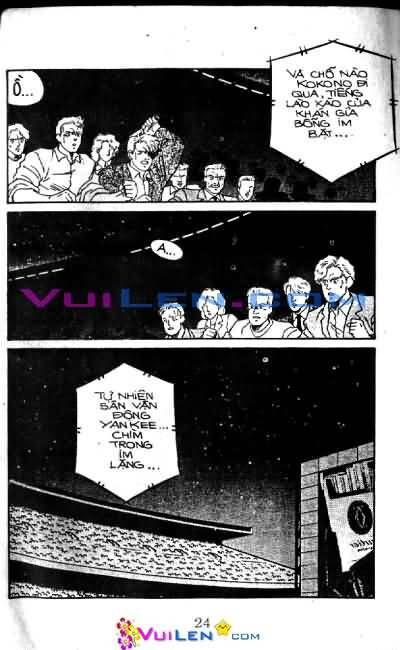 VÀ CHỖ NÀO
KOKONO ĐI
QUA, TIẾNG
LAO XAO CỦA
KHÁN GIẢ
BỖNG IM
BẶT...
Ồ...
A...
VUILEN.COM
TỰ NHIÊN
SÂN VẬN
ĐỘNG
YANKEE...
CHÌM
TRONG
IM
LẶNG...
24
VUILEN COM